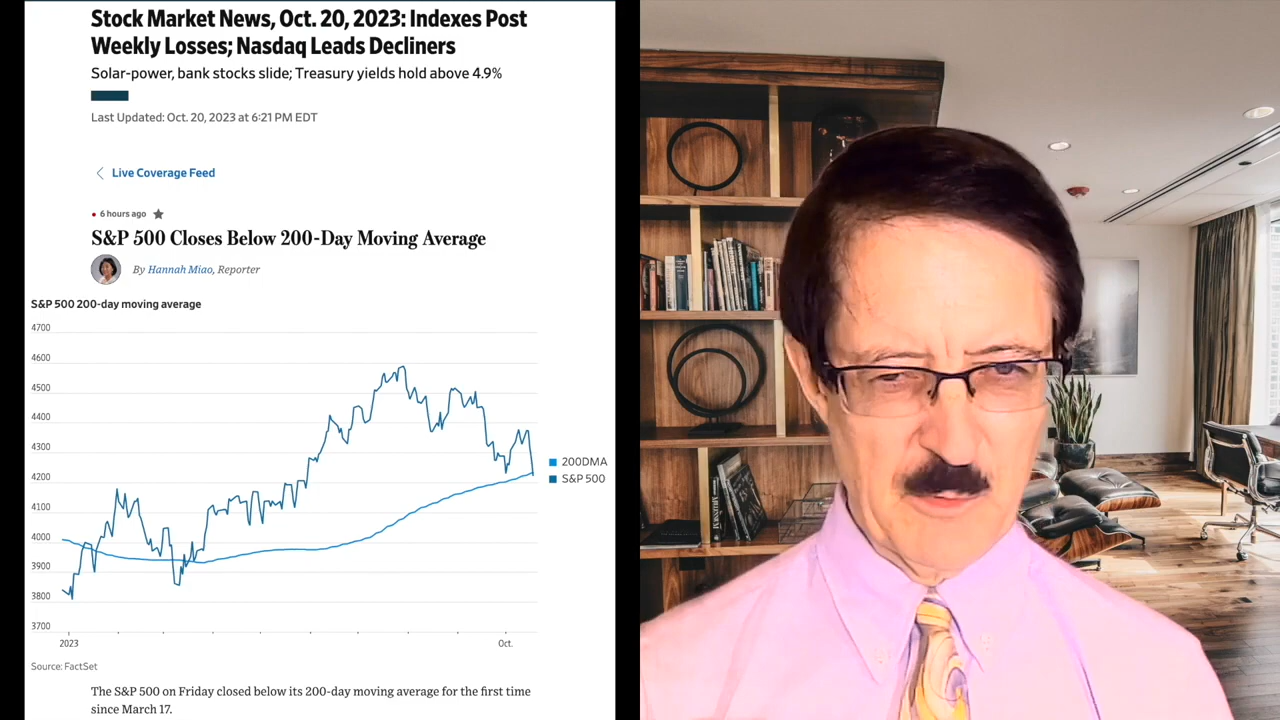 Stock Market News, Oct. 20, 2023: Indexes Post
Weekly Losses; Nasdaq Leads Decliners
Solar-power, bank stocks slide; Treasury yields hold above 4.9%
Last Updated: Oct. 20, 2023 at 6:21 PM EDT
Live Coverage Feed
6 hours ago
S&P 500 Closes Below 200-Day Moving Average
By Hannah Miao, Reporter
S&P 500 200-day moving average
4700
4600
4500
4400
4300
4200
4100
4000
3900
3800
3700
200DMA
S&P 500
2023
Oct.
Source: FactSet
The S&P 500 on Friday closed below its 200-day moving average for the first time
since March 17.